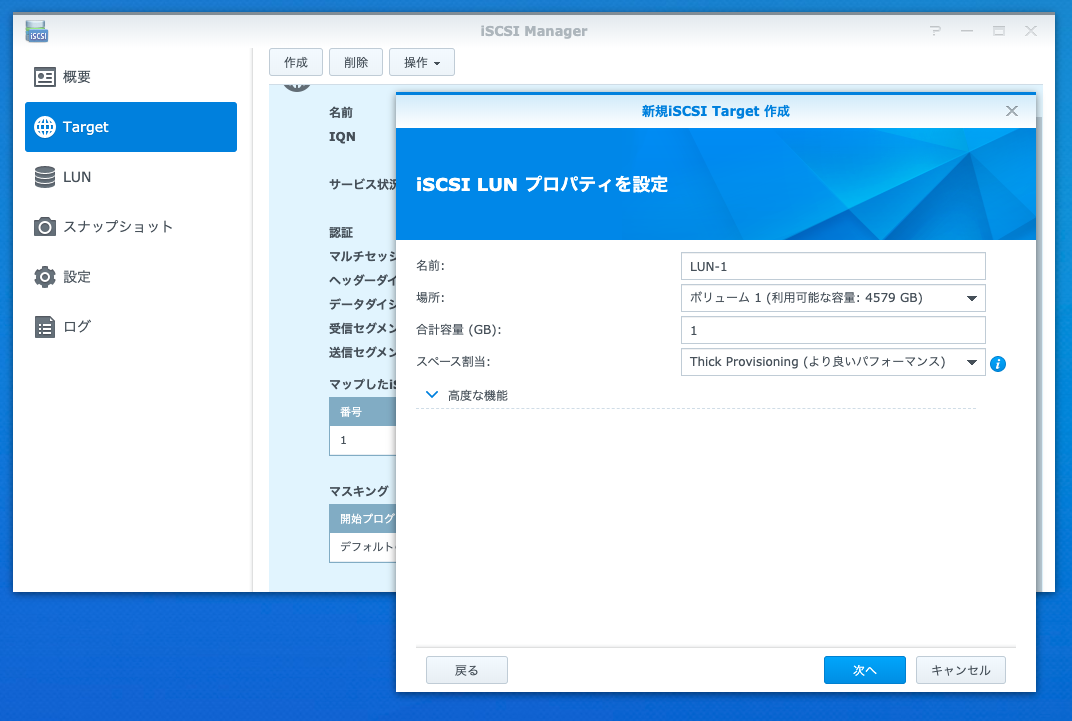 iSCSI
iSCSI Manager
概要
Target
LUN
スナップショット
設定
ログ
作成
削除
操作
名前
IQN
サービス状況
認証
マルチセッシ
ヘッダーダイ
データダイジ
受信セグメン
送信セグメン
マップしたiS
番号
1
マスキング
開始プログ
デフォルト
新規iSCSI Target 作成
iSCSI LUN プロパティを設定
名前: LUN-1
場所: ボリューム 1 (利用可能な容量: 4579 GB)
合計容量 (GB): 1
スペース割当: Thick Provisioning (より良いパフォーマンス)
高度な機能
戻る
次へ
キャンセル